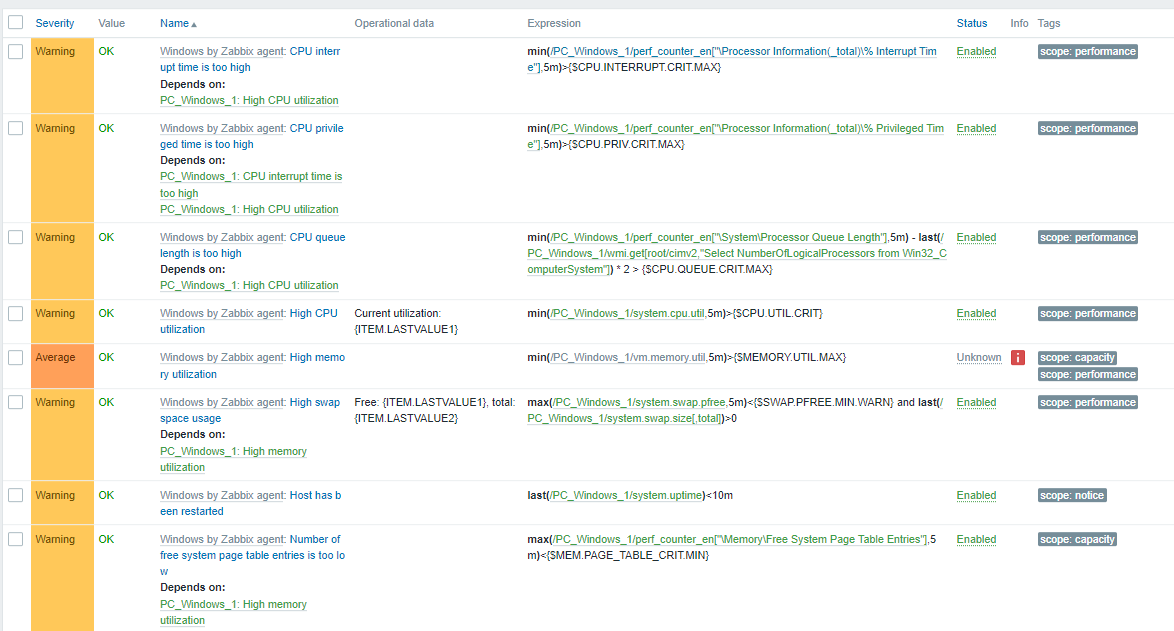 Severity Value Name▲ Operational data Expression Status Info Tags
Warning OK Windows by Zabbix agent: CPU interr min(/PC_Windows_1/perf_counter_en["\Processor Information(_total)\% Interrupt Tim Enabled scope: performance
upt time is too high e"],5m)>{$CPU.INTERRUPT.CRIT.MAX}
Depends on:
PC_Windows_1: High CPU utilization
Warning OK Windows by Zabbix agent: CPU privile min(/PC_Windows_1/perf_counter_en["\Processor Information(_total)\% Privileged Tim Enabled scope: performance
ged time is too high e"],5m)>{$CPU.PRIV.CRIT.MAX}
Depends on:
PC_Windows_1: CPU interrupt time is
too high
PC_Windows_1: High CPU utilization
Warning OK Windows by Zabbix agent: CPU queue min(/PC_Windows_1/perf_counter_en["\System\Processor Queue Length"],5m) - last(/ Enabled scope: performance
length is too high PC_Windows_1/wmi.get[root/cimv2,"Select NumberOfLogicalProcessors from Win32_C
Depends on: omputerSystem"]) * 2 > {$CPU.QUEUE.CRIT.MAX}
PC_Windows_1: High CPU utilization
Warning OK Windows by Zabbix agent: High CPU Current utilization: min(/PC_Windows_1/system.cpu.util,5m)>{$CPU.UTIL.CRIT} Enabled scope: performance
utilization {ITEM.LASTVALUE1}
Average OK Windows by Zabbix agent: High memo min(/PC_Windows_1/vm.memory.util,5m)>{$MEMORY.UTIL.MAX} Unknown i scope: capacity
ry utilization scope: performance
Warning OK Windows by Zabbix agent: High swap Free: {ITEM.LASTVALUE1}, total: max(/PC_Windows_1/system.swap.pfree,5m)<{$SWAP.PFREE.MIN.WARN} and last(/ Enabled scope: performance
space usage {ITEM.LASTVALUE2} PC_Windows_1/system.swap.size[,total])>0
Depends on:
PC_Windows_1: High memory
utilization
Warning OK Windows by Zabbix agent: Host has b last(/PC_Windows_1/system.uptime)<10m Enabled scope: notice
een restarted
Warning OK Windows by Zabbix agent: Number of max(/PC_Windows_1/perf_counter_en["\Memory\Free System Page Table Entries"],5 Enabled scope: capacity
free system page table entries is too lo m)<{$MEM.PAGE_TABLE_CRIT.MIN}
w
Depends on:
PC_Windows_1: High memory
utilization